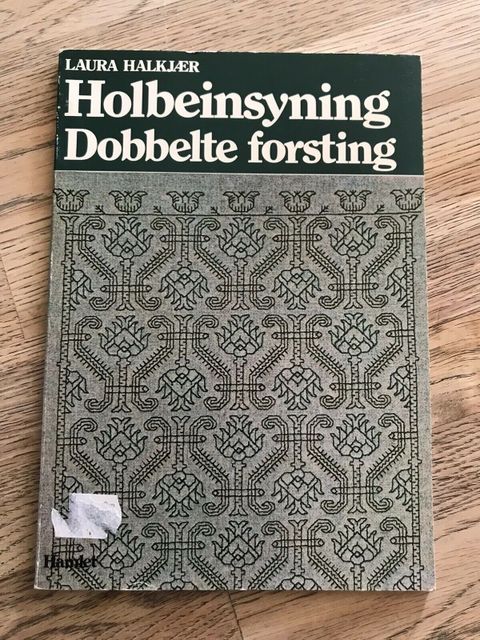 LAURA HALKJÆR
Holbeinsyning
Dobbelte forsting
Hamlet